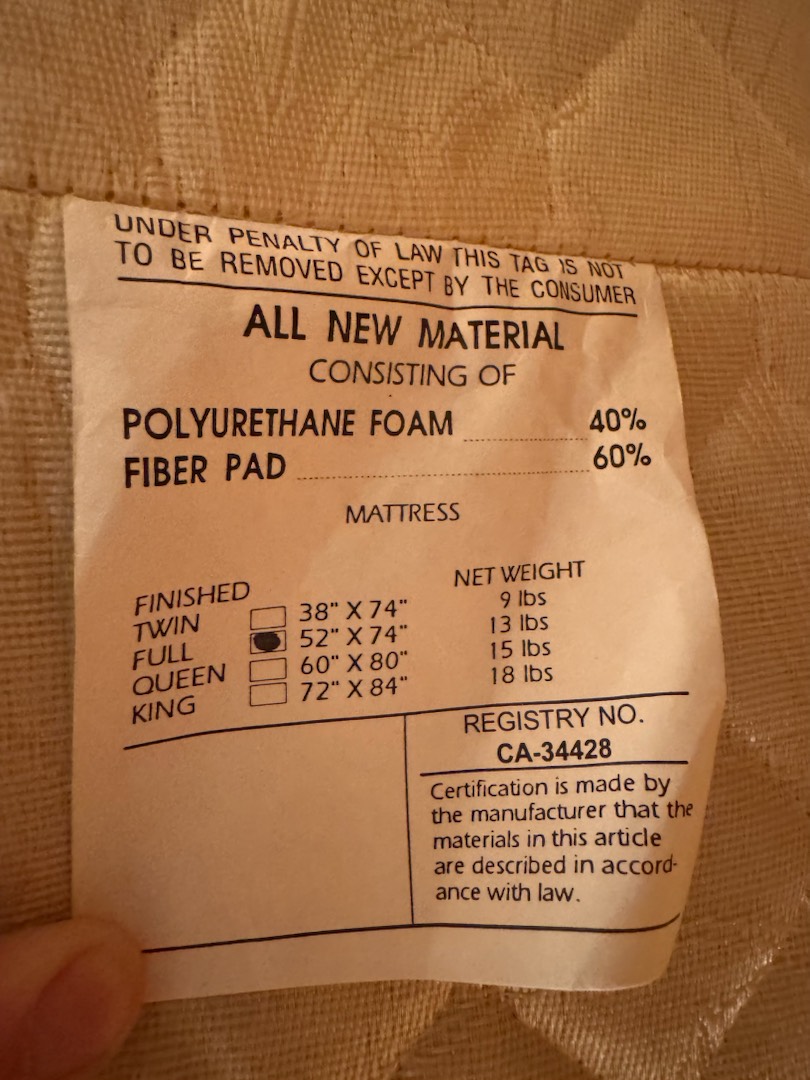 UNDER PENALTY OF LAW THIS TAG IS NOT
TO BE REMOVED EXCEPT BY THE CONSUMER
ALL NEW MATERIAL
CONSISTING OF
POLYURETHANE FOAM 40%
FIBER PAD 60%
MATTRESS
FINISHED NET WEIGHT
TWIN 38" X 74" 9 lbs
FULL 52" X 74" 13 lbs
QUEEN 60" X 80" 15 lbs
KING 72" X 84" 18 lbs
REGISTRY NO.
CA-34428
Certification is made by
the manufacturer that the
materials in this article
are described in accord-
ance with law.